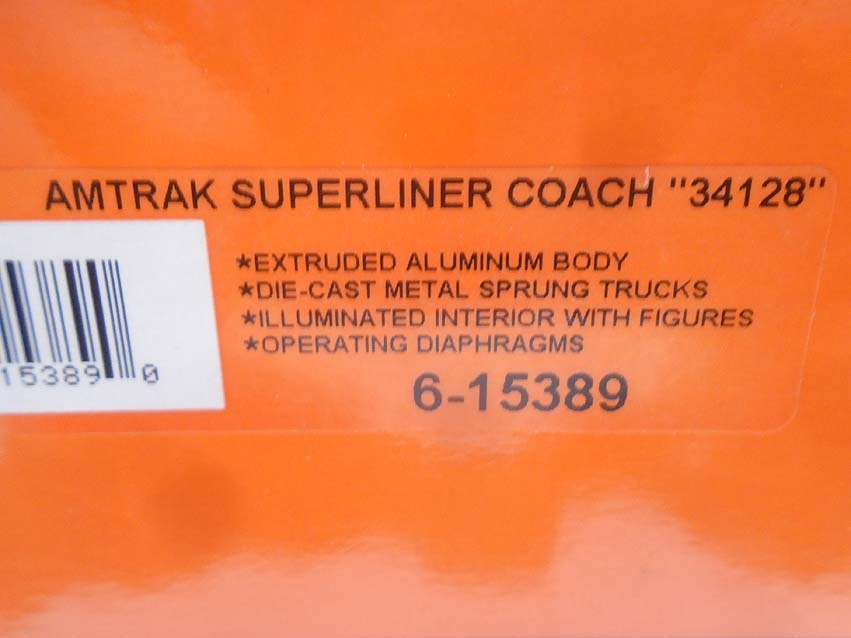 AMTRAK SUPERLINER COACH "34128"
*EXTRUDED ALUMINUM BODY
*DIE-CAST METAL SPRUNG TRUCKS
*ILLUMINATED INTERIOR WITH FIGURES
*OPERATING DIAPHRAGMS
15389 0
6-15389